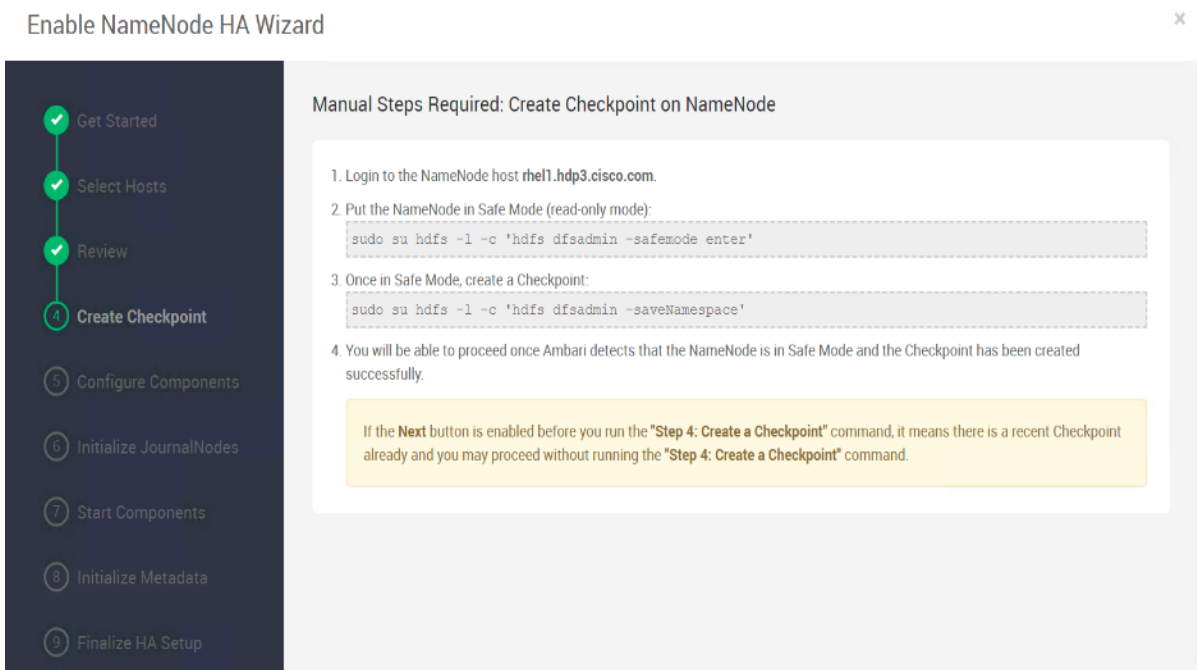 Enable NameNode HA Wizard
×
Get Started
Select Hosts
Review
4 Create Checkpoint
5 Configure Components
6 Initialize JournalNodes
7 Start Components
8 Initialize Metadata
9 Finalize HA Setup
Manual Steps Required: Create Checkpoint on NameNode
1. Login to the NameNode host rhel1.hdp3.cisco.com.
2. Put the NameNode in Safe Mode (read-only mode):
sudo su hdfs -l -c 'hdfs dfsadmin -safemode enter'
3. Once in Safe Mode, create a Checkpoint:
sudo su hdfs -l -c 'hdfs dfsadmin -saveNamespace'
4. You will be able to proceed once Ambari detects that the NameNode is in Safe Mode and the Checkpoint has been created
successfully.
If the Next button is enabled before you run the "Step 4: Create a Checkpoint" command, it means there is a recent Checkpoint
already and you may proceed without running the "Step 4: Create a Checkpoint" command.